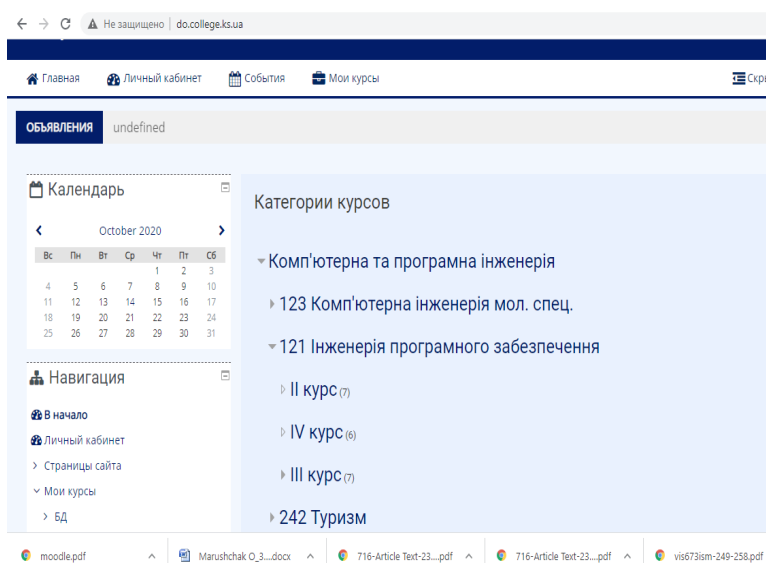 Не защищено | do.college.ks.ua
Главная Личный кабинет События Мои курсы Скры
ОБЪЯВЛЕНИЯ undefined
Календарь
October 2020
Вс Пн Вт Ср Чт Пт Сб
1 2 3
4 5 6 7 8 9 10
11 12 13 14 15 16 17
18 19 20 21 22 23 24
25 26 27 28 29 30 31
Навигация
В начало
Личный кабинет
Страницы сайта
Мои курсы
БД
Категории курсов
Комп'ютерна та програмна інженерія
123 Комп'ютерна інженерія мол. спец.
121 Інженерія програмного забезпечення
II курс (7)
IV курс (6)
III курс (7)
242 Туризм
moodle.pdf Marushchak O_3....docx 716-Article Text-23....pdf 716-Article Text-23....pdf vis673ism-249-258.pdf